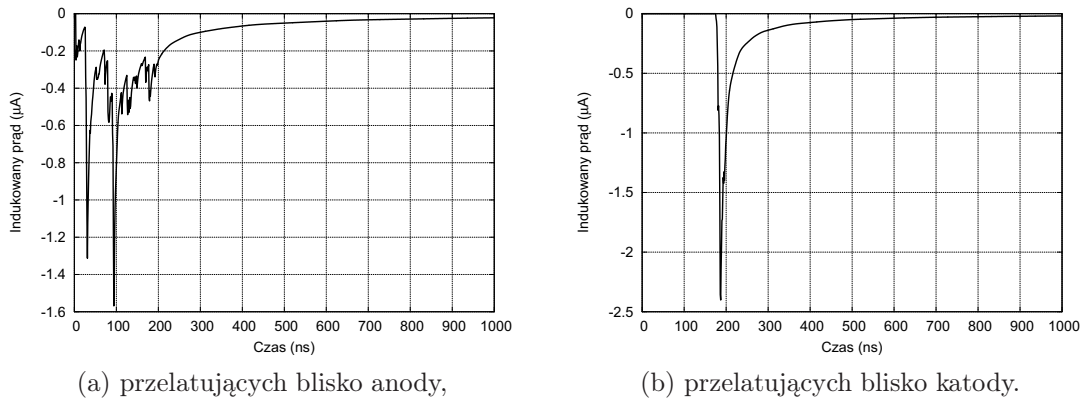 0
-0.2
-0.4
-0.6
-0.8
-1
-1.2
-1.4
-1.6
Indukowany prąd (µA)
0 100 200 300 400 500 600 700 800 900 1000
Czas (ns)
(a) przelatujących blisko anody,
0
-0.5
-1
-1.5
-2
-2.5
Indukowany prąd (µA)
0 100 200 300 400 500 600 700 800 900 1000
Czas (ns)
(b) przelatujących blisko katody.